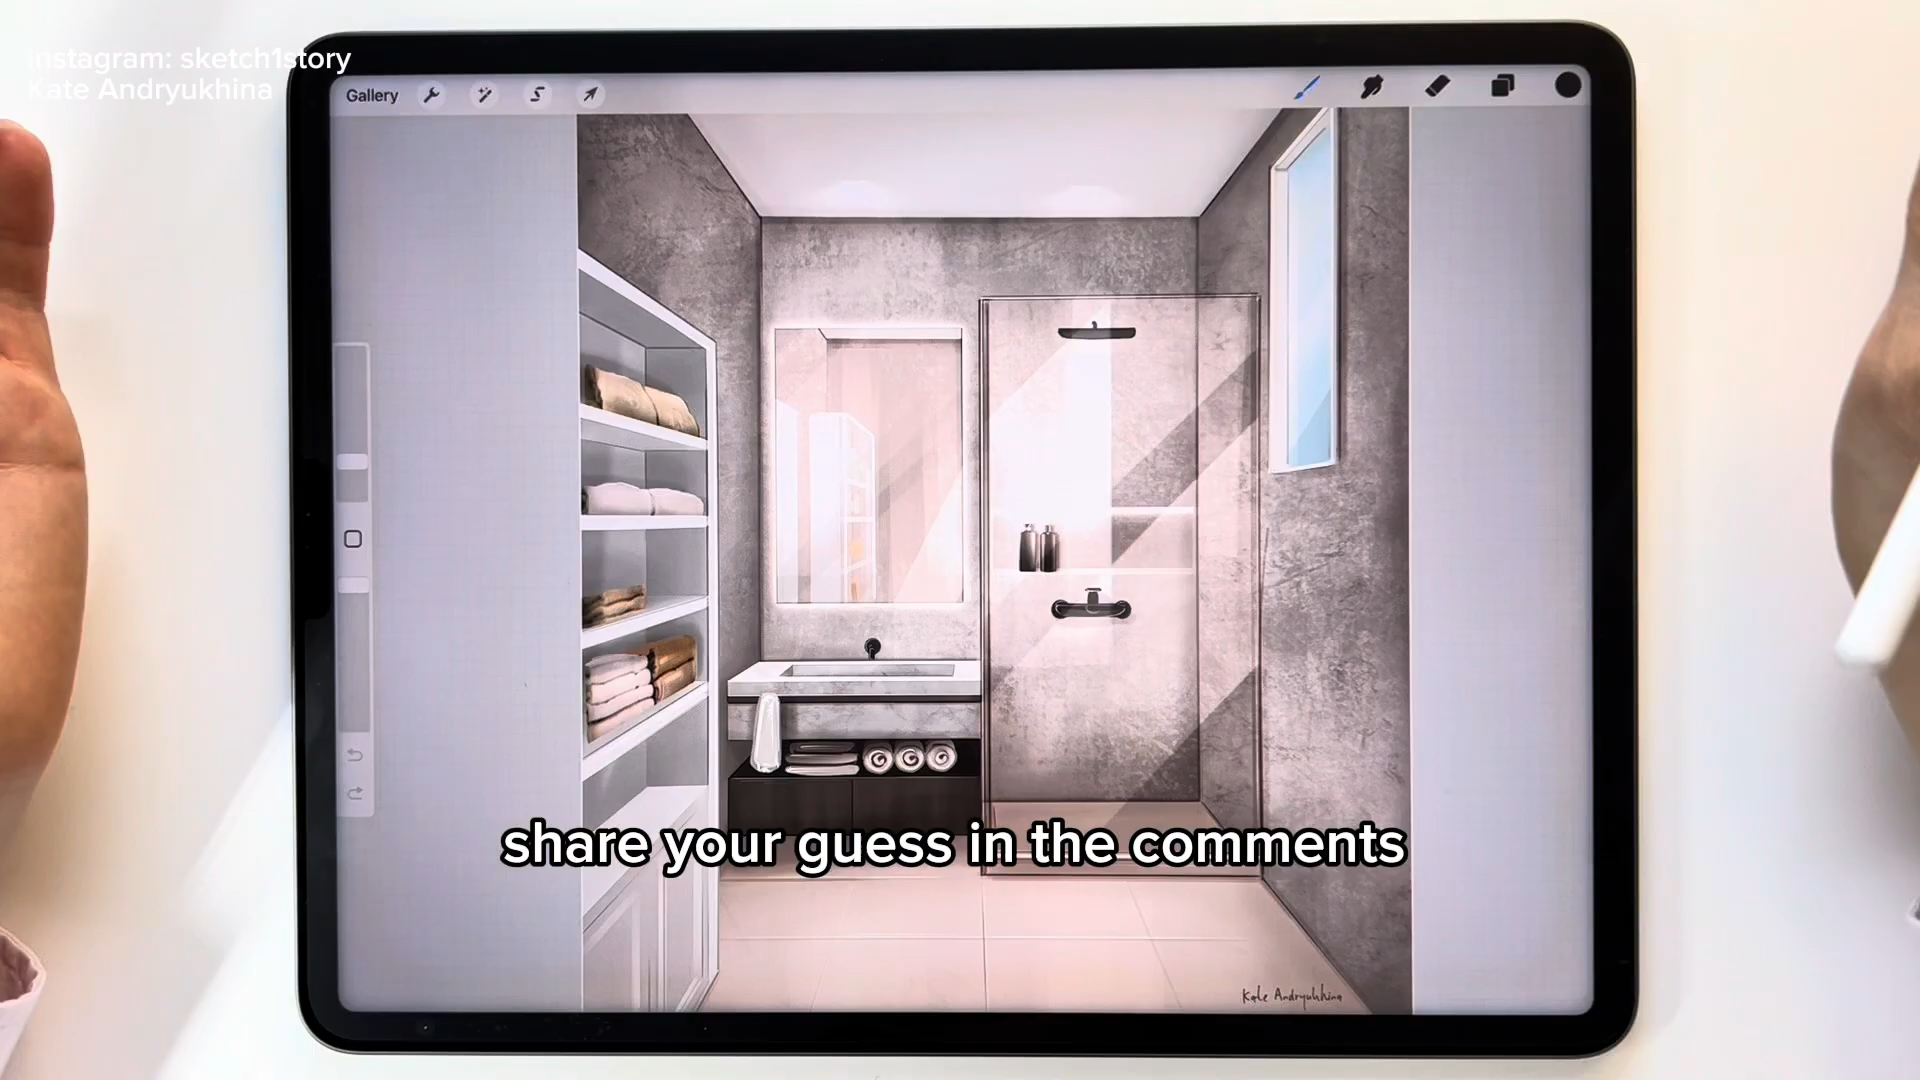 Instagram: sketch1story
Kate Andryukhina
Gallery
share your guess in the comments
Kate Andryukhina